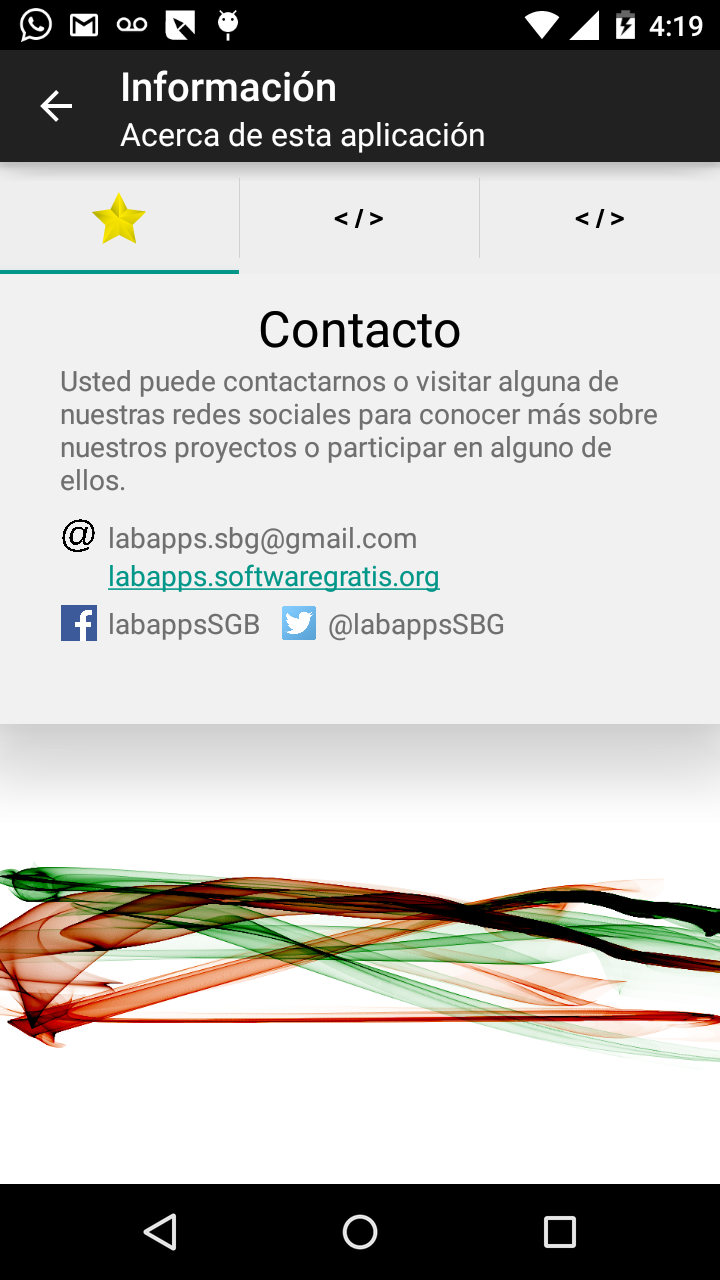 4:19
Información
Acerca de esta aplicación
< / > < / >
Contacto
Usted puede contactarnos o visitar alguna de
nuestras redes sociales para conocer más sobre
nuestros proyectos o participar en alguno de
ellos.
@ labapps.sbg@gmail.com
labapps.softwaregratis.org
labappsSGB @labappsSBG